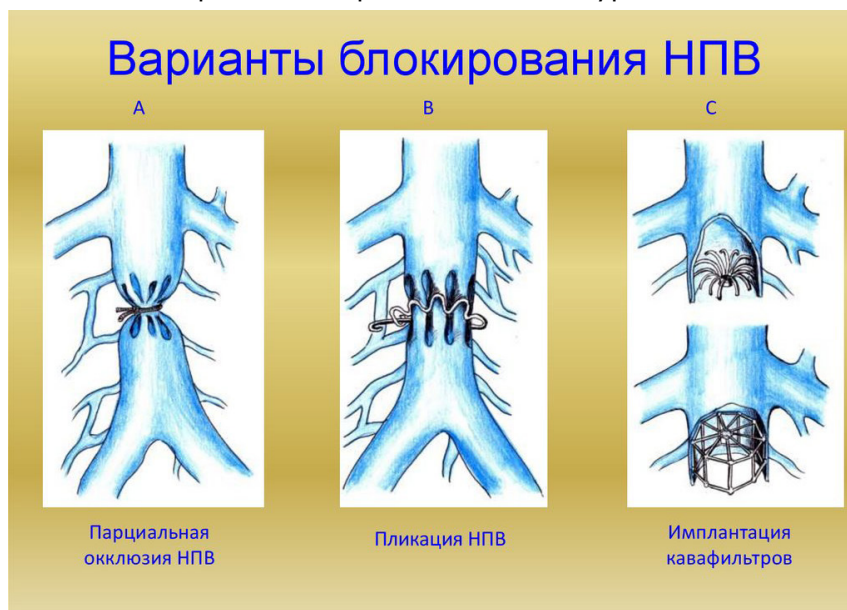 Варианты блокирования НПВ
А
В
С
Парциальная
окклюзия НПВ
Пликация НПВ
Имплантация
кавафильтров